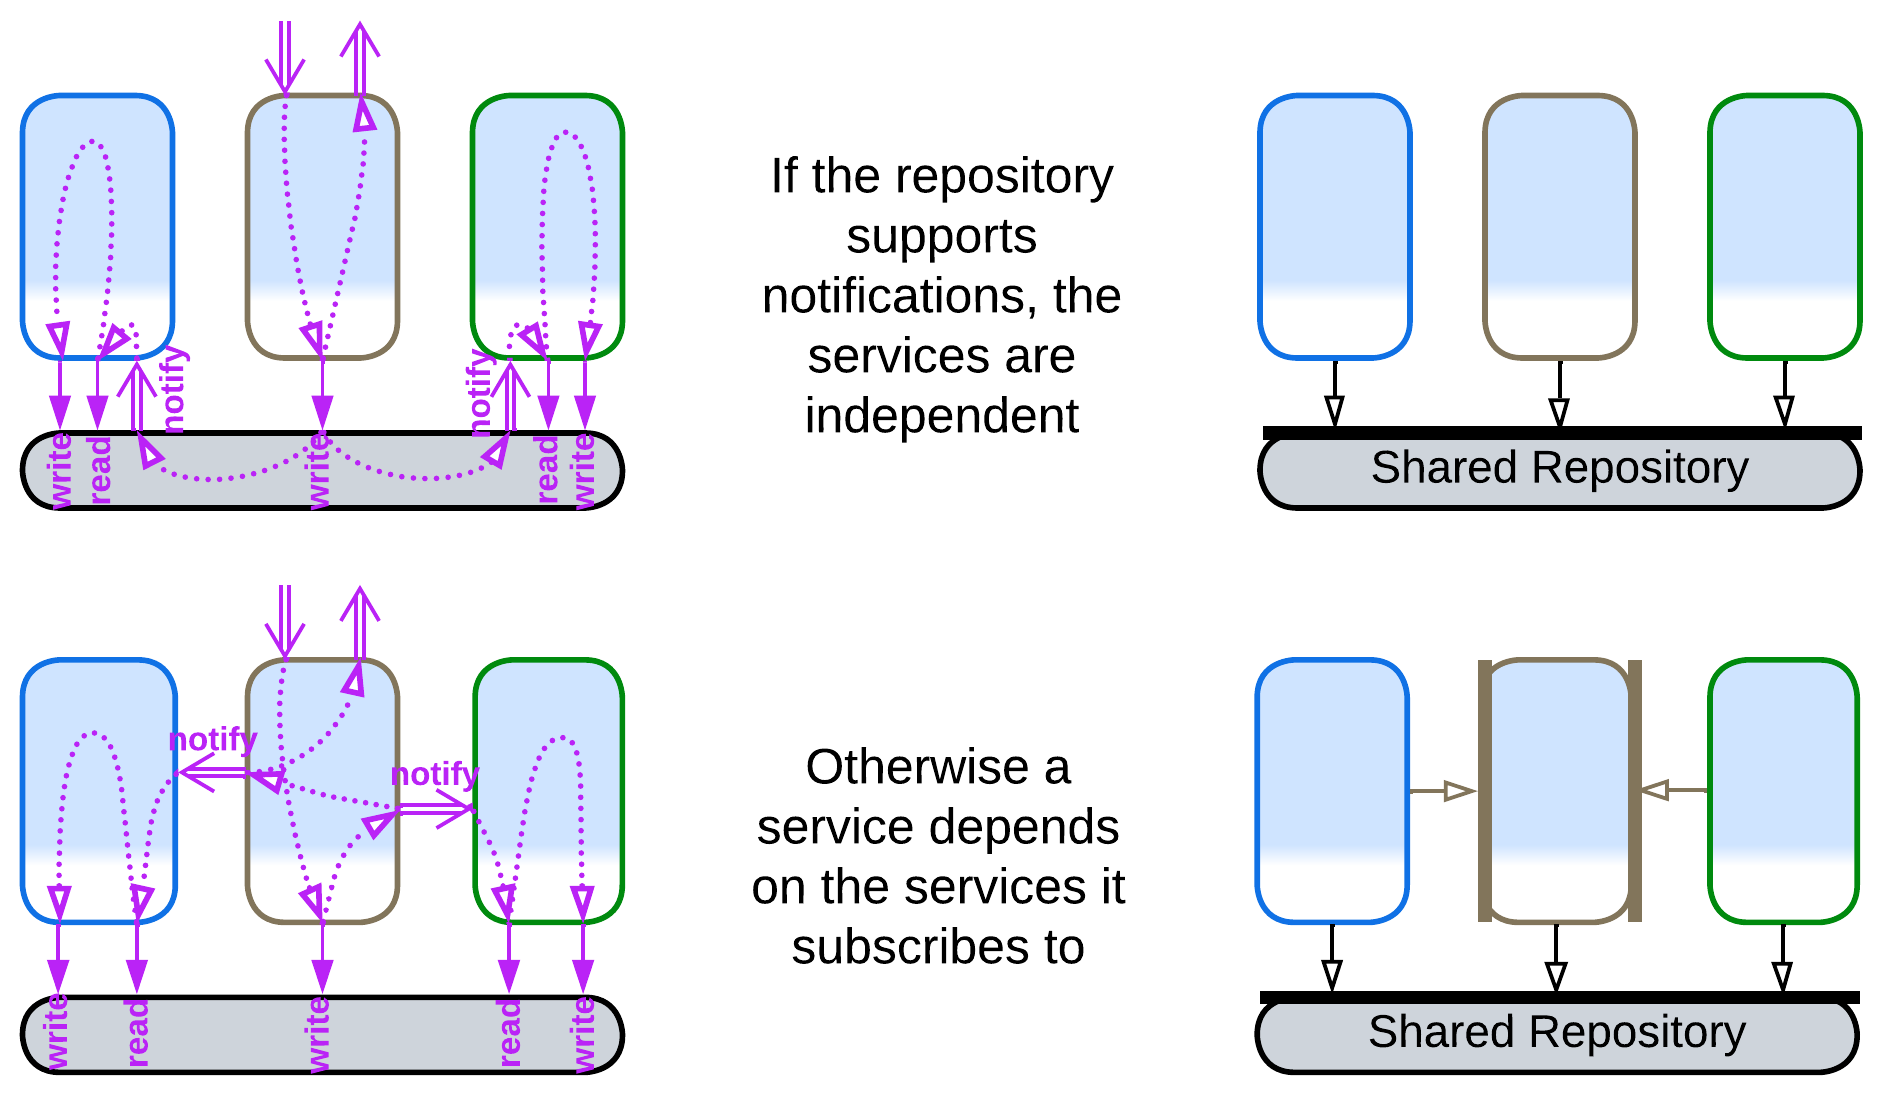 notify
notify
write
read
write
read
write
If the repository
supports
notifications, the
services are
independent
Shared Repository
notify
notify
write
read
write
read
write
Otherwise a
service depends
on the services it
subscribes to
Shared Repository